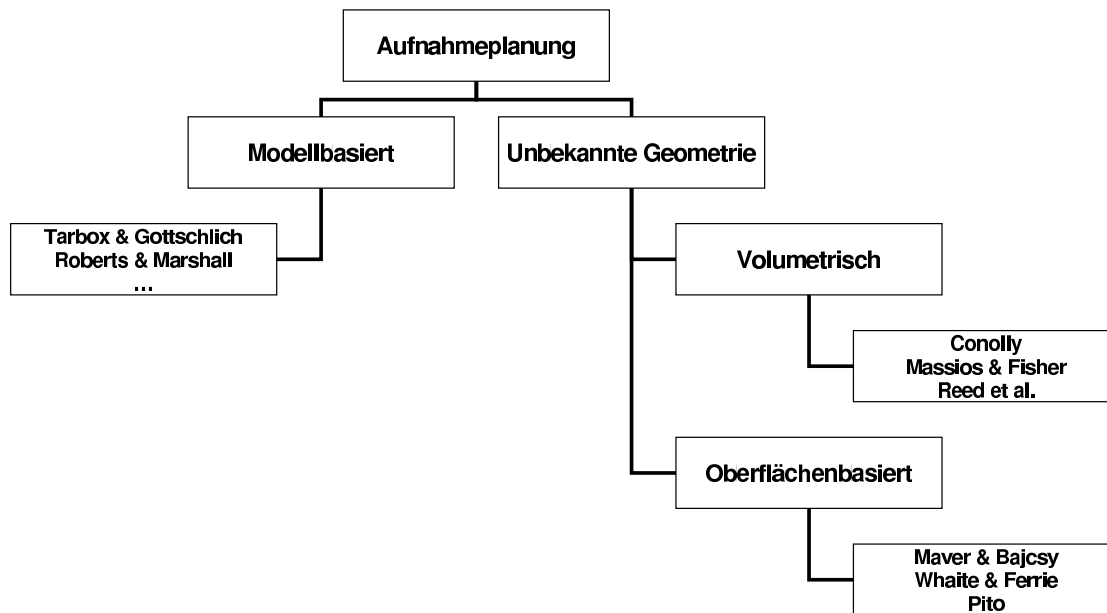 Aufnahmeplanung
Modellbasiert
Unbekannte Geometrie
Tarbox & Gottschlich
Roberts & Marshall
...
Volumetrisch
Conolly
Massios & Fisher
Reed et al.
Oberflächenbasiert
Maver & Bajcsy
Whaite & Ferrie
Pito